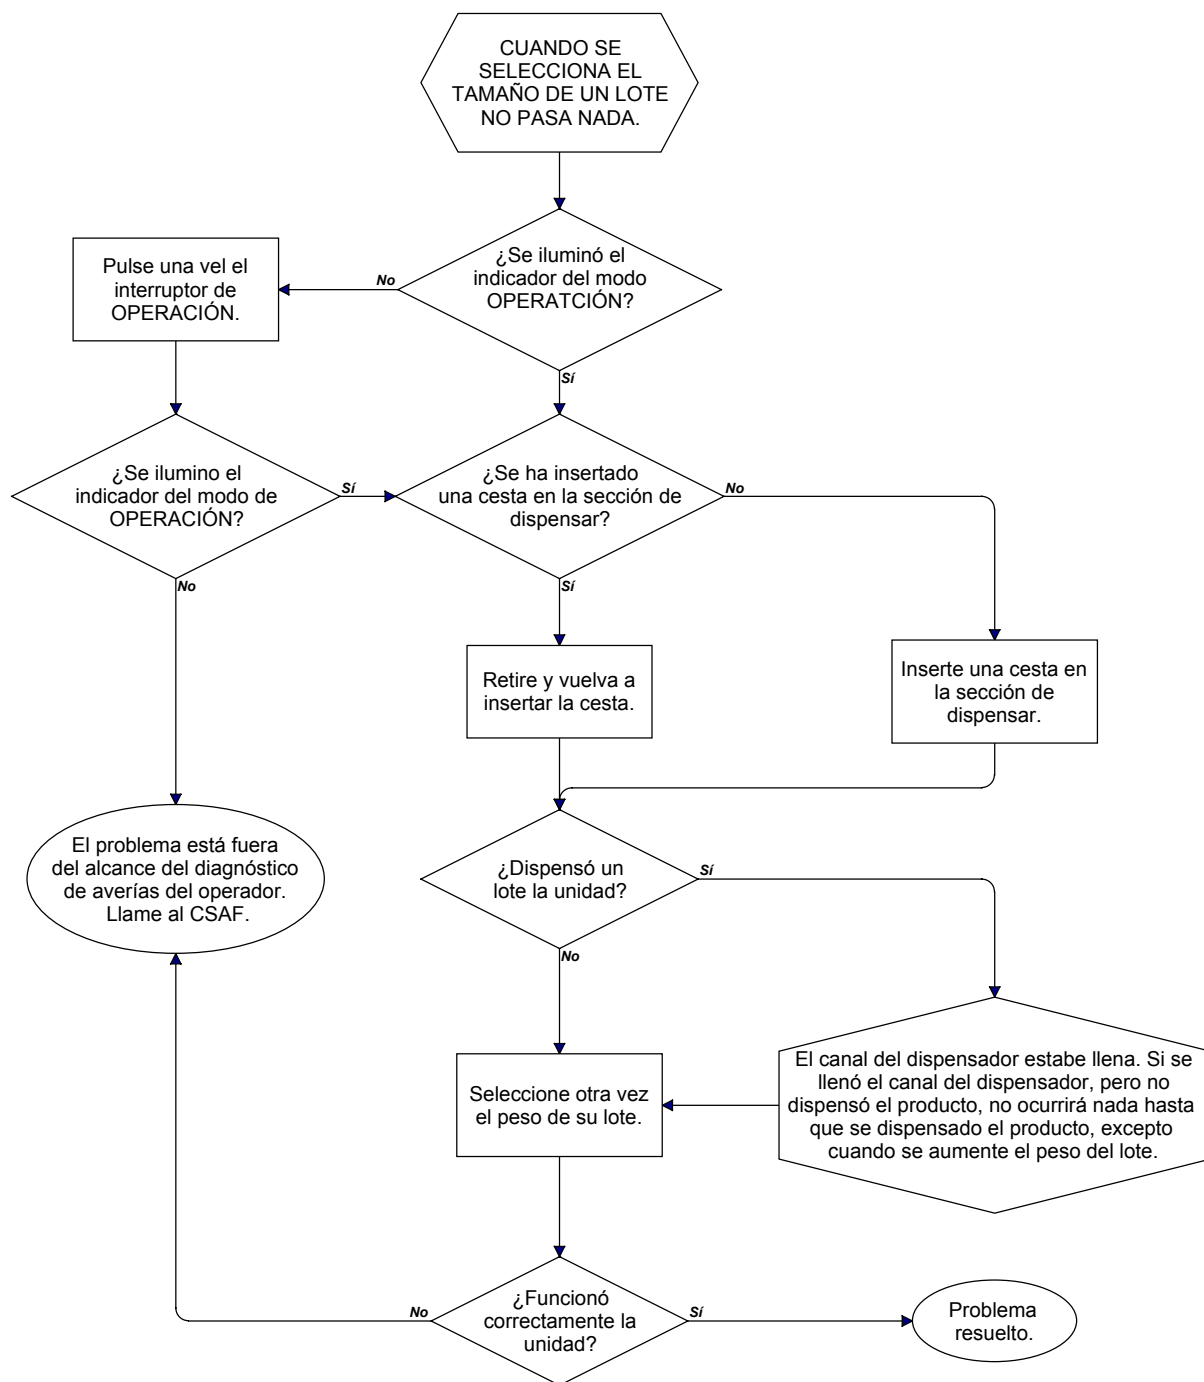 CUANDO SE
SELECCIONA EL
TAMAÑO DE UN LOTE
NO PASA NADA.
¿Se iluminó el
indicador del modo
OPERATCIÓN?
No
Sí
Pulse una vel el
interruptor de
OPERACIÓN.
¿Se ilumino el
indicador del modo de
OPERACIÓN?
Sí
No
¿Se ha insertado
una cesta en la sección de
dispensar?
No
Sí
Retire y vuelva a
insertar la cesta.
Inserte una cesta en
la sección de
dispensar.
El problema está fuera
del alcance del diagnóstico
de averías del operador.
Llame al CSAF.
¿Dispensó un
lote la unidad?
Sí
No
Seleccione otra vez
el peso de su lote.
El canal del dispensador estabe llena. Si se
llenó el canal del dispensador, pero no
dispensó el producto, no ocurrirá nada hasta
que se dispensado el producto, excepto
cuando se aumente el peso del lote.
¿Funcionó
correctamente la
unidad?
No
Sí
Problema
resuelto.